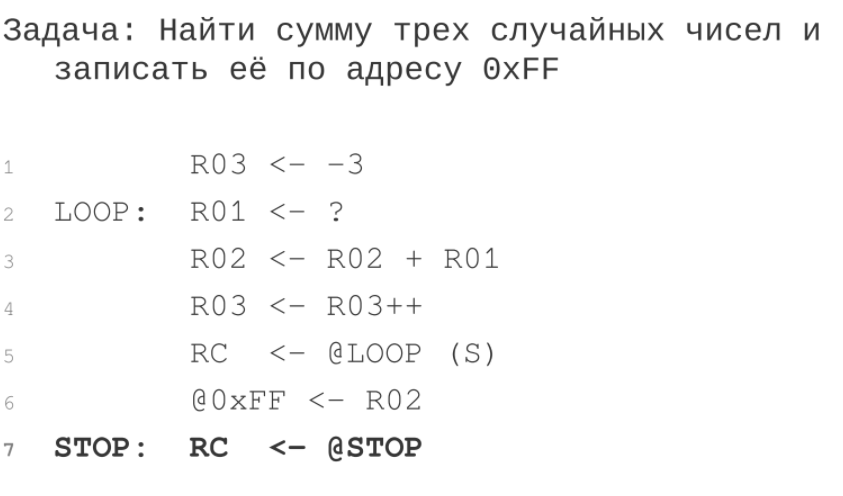 Задача: Найти сумму трех случайных чисел и
записать её по адресу 0xFF
1 R03 <- -3
2 LOOP: R01 <- ?
3 R02 <- R02 + R01
4 R03 <- R03++
5 RC <- @LOOP (S)
6 @0xFF <- R02
7 STOP: RC <- @STOP